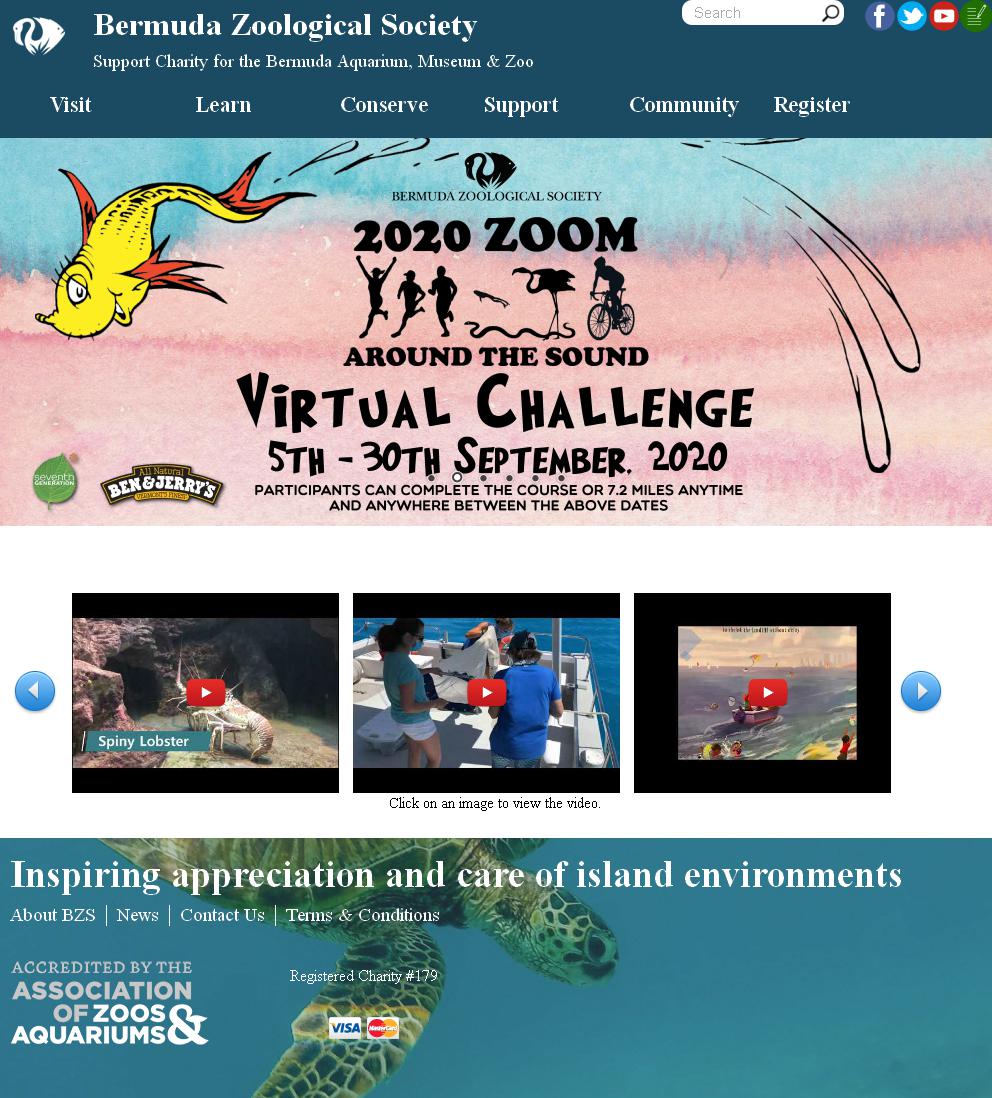 Bermuda Zoological Society
Search
Support Charity for the Bermuda Aquarium, Museum & Zoo
Visit
Learn
Conserve
Support
Community
Register
BERMUDA ZOOLOGICAL SOCIETY
2020 ZOOM
AROUND THE SOUND
VIRTUAL CHALLENGE
5TH - 30TH SEPTEMBER. 2020
PARTICIPANTS CAN COMPLETE THE COURSE OR 7.2 MILES ANYTIME
AND ANYWHERE BETWEEN THE ABOVE DATES
seventh
GENERATION
All Natural
BEN & JERRY'S
VERMONT'S FINEST
Spiny Lobster
Click on an image to view the video.
Inspiring appreciation and care of island environments
About BZS
News
Contact Us
Terms & Conditions
ACCREDITED BY THE
ASSOCIATION
OF ZOOS
AQUARIUMS &
Registered Charity #179
VISA
MasterCard